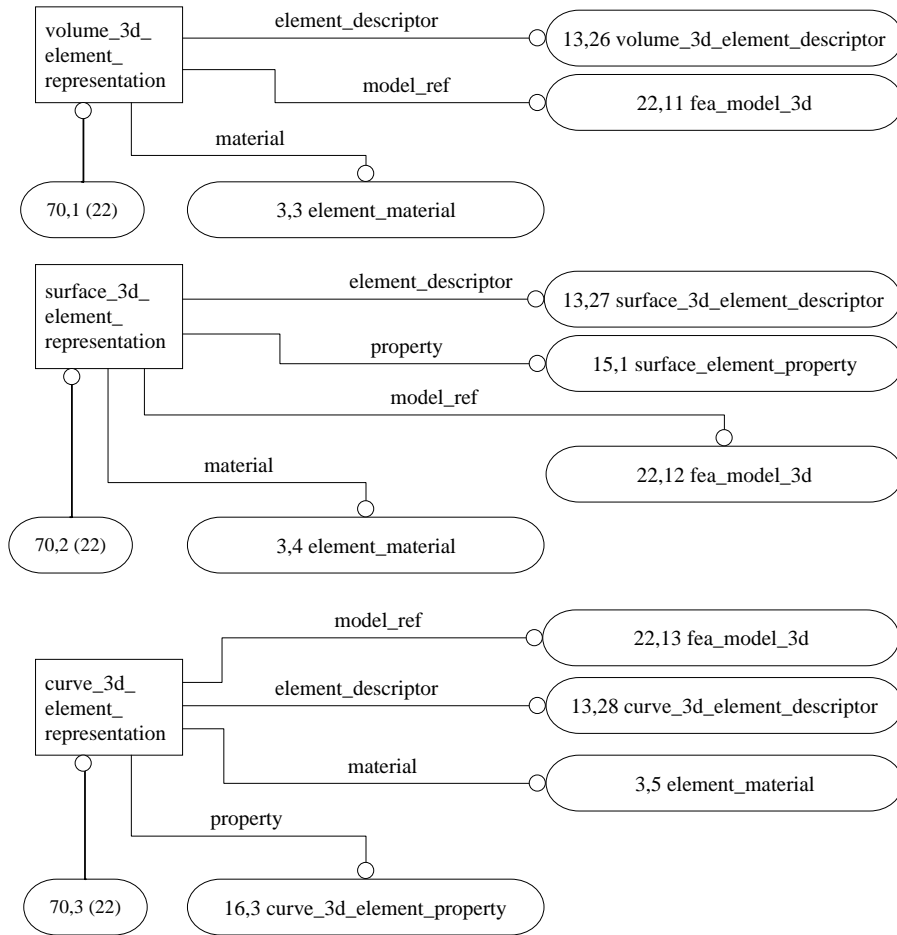 element_descriptor
volume_3d_
element_
representation
13,26 volume_3d_element_descriptor
model_ref
22,11 fea_model_3d
material
70,1 (22)
3,3 element_material
element_descriptor
surface_3d_
element_
representation
13,27 surface_3d_element_descriptor
property
15,1 surface_element_property
model_ref
material
22,12 fea_model_3d
70,2 (22)
3,4 element_material
model_ref
22,13 fea_model_3d
curve_3d_
element_
representation
element_descriptor
13,28 curve_3d_element_descriptor
material
3,5 element_material
property
70,3 (22)
16,3 curve_3d_element_property